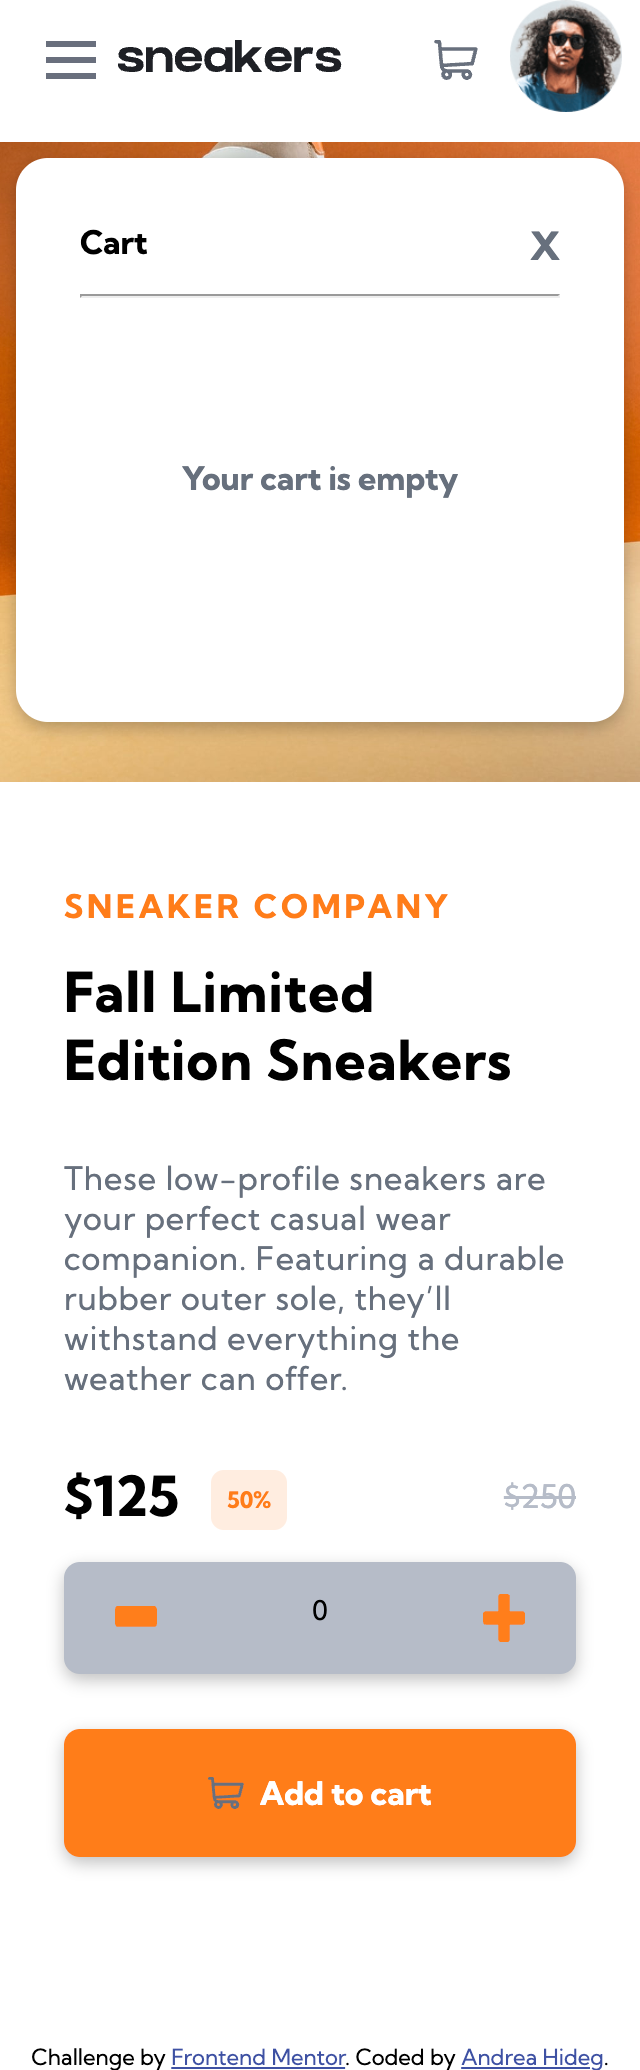 sneakers
Cart X
Your cart is empty
SNEAKER COMPANY
Fall Limited
Edition Sneakers
These low-profile sneakers are
your perfect casual wear
companion. Featuring a durable
rubber outer sole, they’ll
withstand everything the
weather can offer.
$125 50% $250
0
Add to cart
Challenge by Frontend Mentor. Coded by Andrea Hideg.